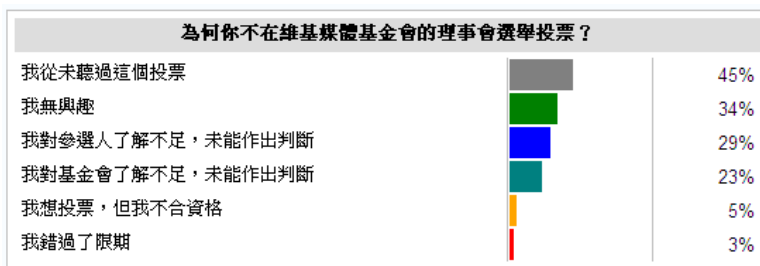 為何你不在維基媒體基金會的理事會選舉投票？
我從未聽過這個投票 45%
我無興趣 34%
我對參選人了解不足，未能作出判斷 29%
我對基金會了解不足，未能作出判斷 23%
我想投票，但我不合資格 5%
我錯過了限期 3%